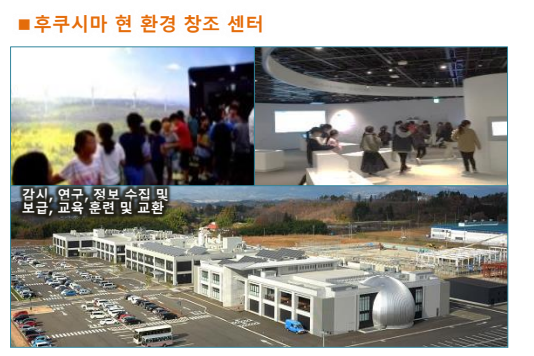 ■후쿠시마 현 환경 창조 센터
감시, 연구, 정보 수집 및
보급, 교육 훈련 및 교환